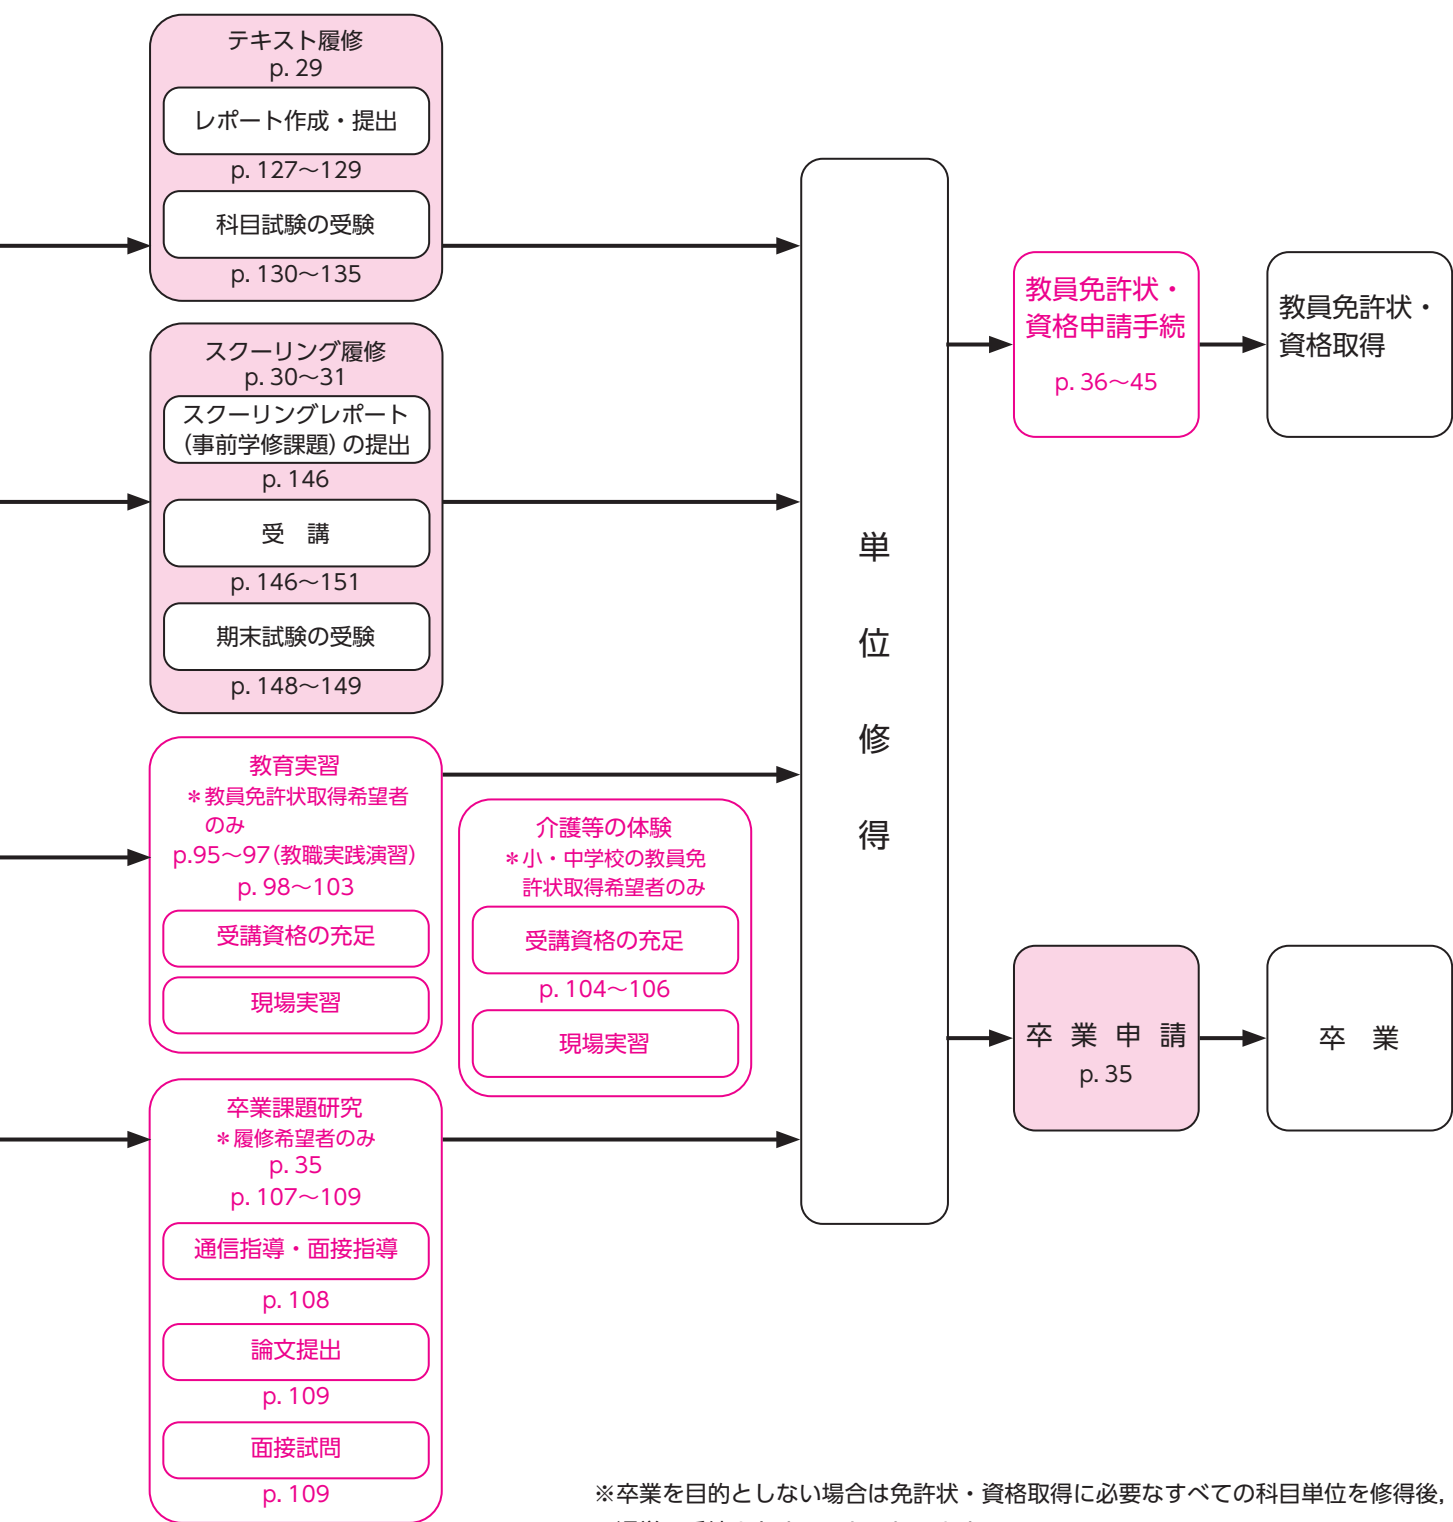 テキスト履修
p. 29
レポート作成・提出
p. 127〜129
科目試験の受験
p. 130〜135
スクーリング履修
p. 30〜31
スクーリングレポート
(事前学修課題)の提出
p. 146
受　講
p. 146〜151
期末試験の受験
p. 148〜149
教育実習
＊教員免許状取得希望者
のみ
p.95〜97(教職実践演習)
p. 98〜103
受講資格の充足
現場実習
介護等の体験
＊小・中学校の教員免
許状取得希望者のみ
受講資格の充足
p. 104〜106
現場実習
卒業課題研究
＊履修希望者のみ
p. 35
p. 107〜109
通信指導・面接指導
p. 108
論文提出
p. 109
面接試問
p. 109
単
位
修
得
教員免許状・
資格申請手続
p. 36〜45
教員免許状・
資格取得
卒 業 申 請
p. 35
卒　業
※卒業を目的としない場合は免許状・資格取得に必要なすべての科目単位を修得後,